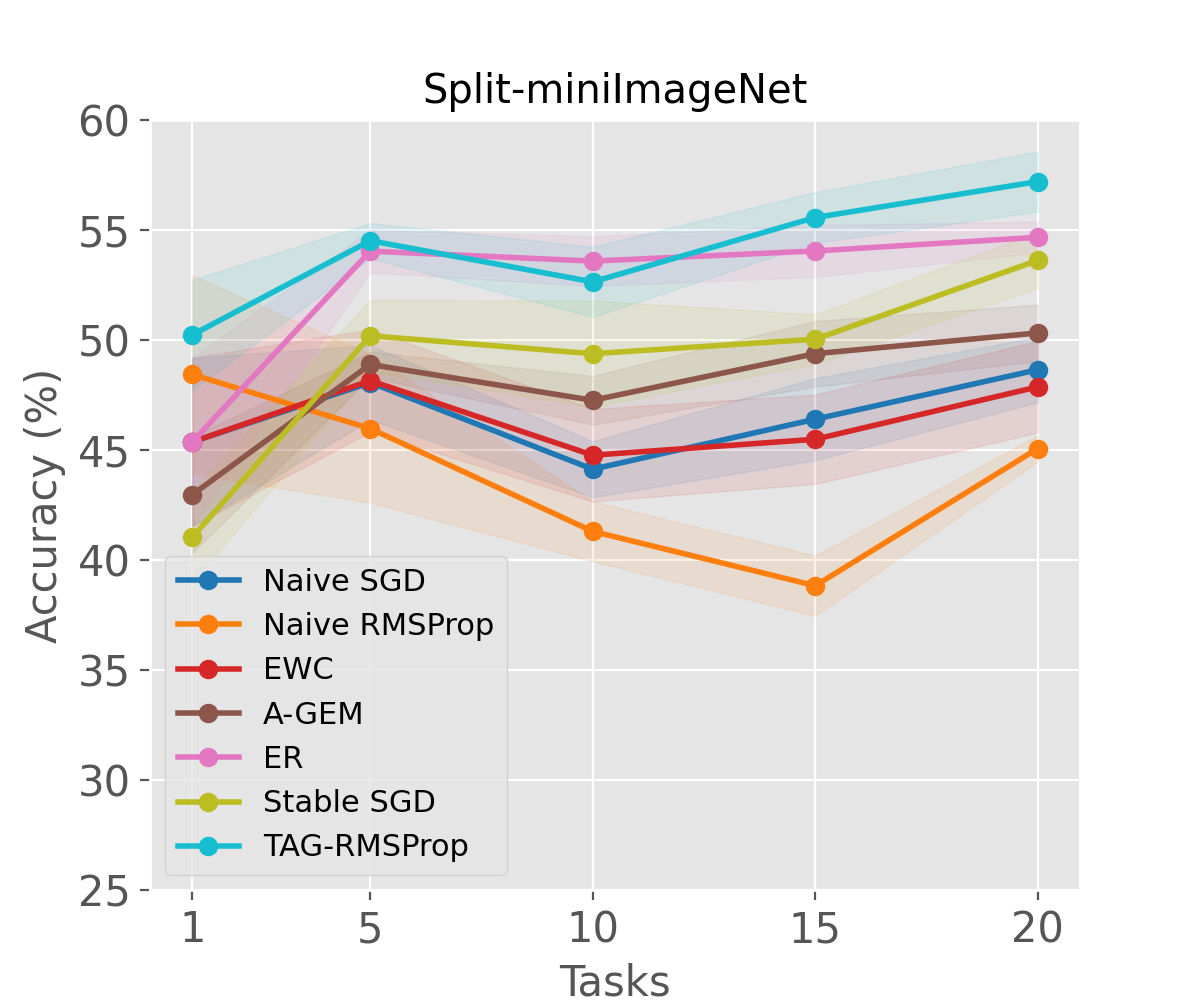 Split-miniImageNet
60
55
50
45
40
35
30
25
Accuracy (%)
Naive SGD
Naive RMSProp
EWC
A-GEM
ER
Stable SGD
TAG-RMSProp
1 5 10 15 20
Tasks